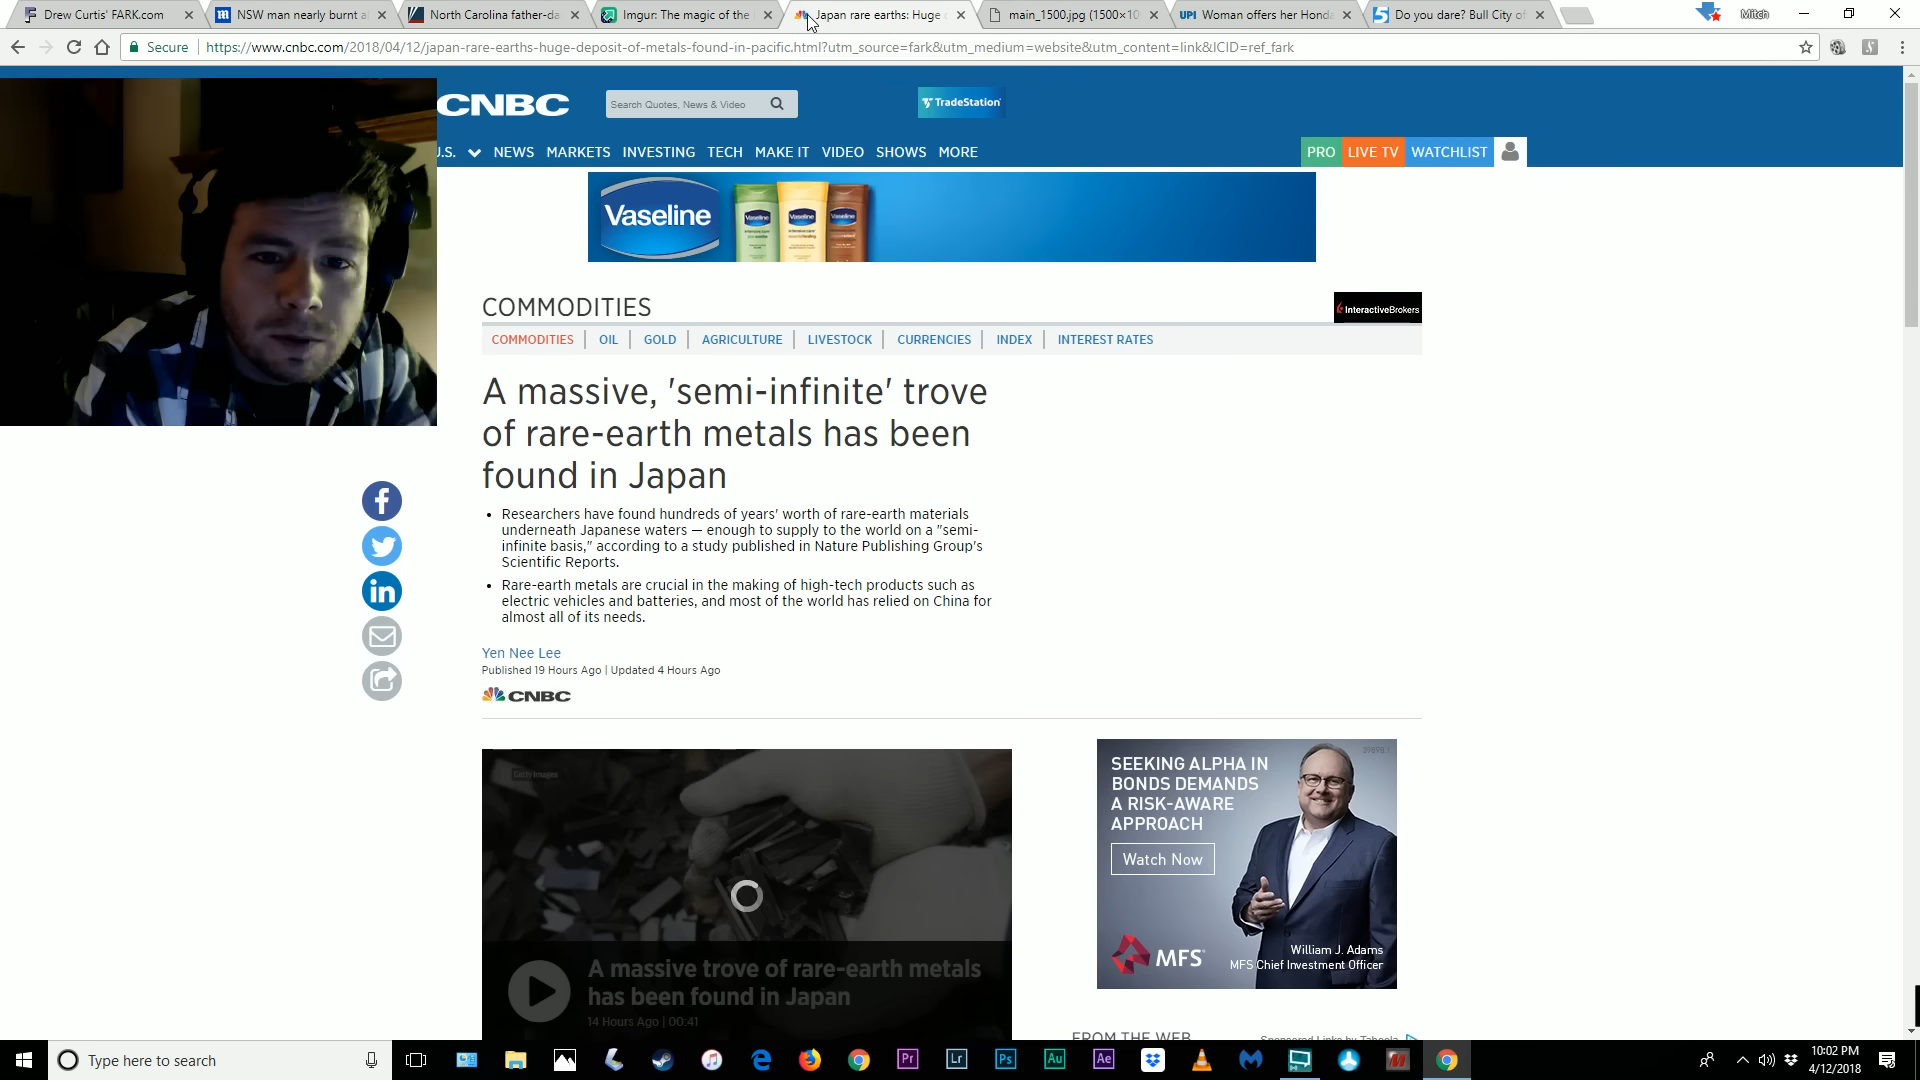 Drew Curtis' FARK.com
NSW man nearly burnt a
North Carolina father-da
Imgur: The magic of the
Japan rare earths: Huge
main_1500.jpg (1500×10
UPI Woman offers her Honda
Do you dare? Bull City of
Mitch
Secure
https://www.cnbc.com/2018/04/12/japan-rare-earths-huge-deposit-of-metals-found-in-pacific.html?utm_source=fark&utm_medium=website&utm_content=link&ICID=ref_fark
CNBC
Search Quotes, News & Video
TradeStation
U.S. NEWS MARKETS INVESTING TECH MAKE IT VIDEO SHOWS MORE
PRO LIVE TV WATCHLIST
Vaseline
COMMODITIES
InteractiveBrokers
COMMODITIES OIL GOLD AGRICULTURE LIVESTOCK CURRENCIES INDEX INTEREST RATES
A massive, 'semi-infinite' trove
of rare-earth metals has been
found in Japan
• Researchers have found hundreds of years' worth of rare-earth materials
underneath Japanese waters — enough to supply to the world on a "semi-
infinite basis," according to a study published in Nature Publishing Group's
Scientific Reports.
• Rare-earth metals are crucial in the making of high-tech products such as
electric vehicles and batteries, and most of the world has relied on China for
almost all of its needs.
Yen Nee Lee
Published 19 Hours Ago | Updated 4 Hours Ago
CNBC
Getty Images
A massive trove of rare-earth metals
has been found in Japan
14 Hours Ago | 00:41
SEEKING ALPHA IN
BONDS DEMANDS
A RISK-AWARE
APPROACH
Watch Now
MFS
William J. Adams
MFS Chief Investment Officer
FROM THE WEB
Sponsored Links by Taboola
Type here to search
Pr
Lr
Ps
Au
Ae
10:02 PM
4/12/2018